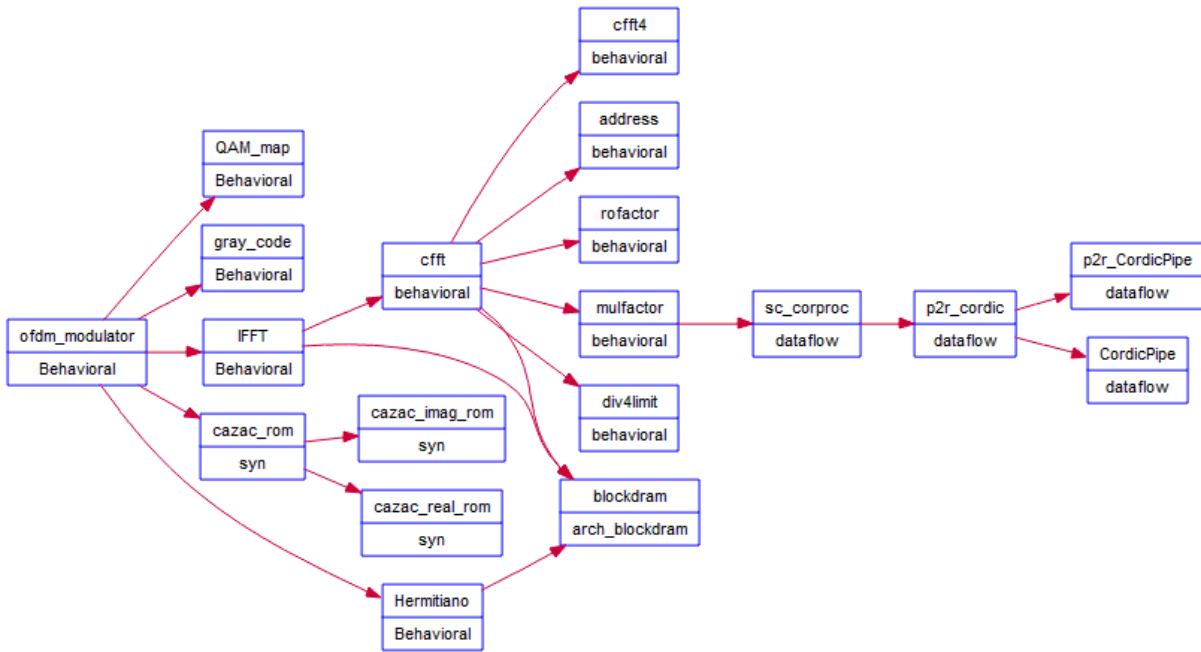 cfft4
behavioral
address
behavioral
QAM_map
Behavioral
rofactor
behavioral
gray_code
Behavioral
cfft
behavioral
p2r_CordicPipe
dataflow
mulfactor
behavioral
sc_corproc
dataflow
p2r_cordic
dataflow
ofdm_modulator
Behavioral
IFFT
Behavioral
CordicPipe
dataflow
div4limit
behavioral
cazac_imag_rom
syn
cazac_rom
syn
blockdram
arch_blockdram
cazac_real_rom
syn
Hermitiano
Behavioral